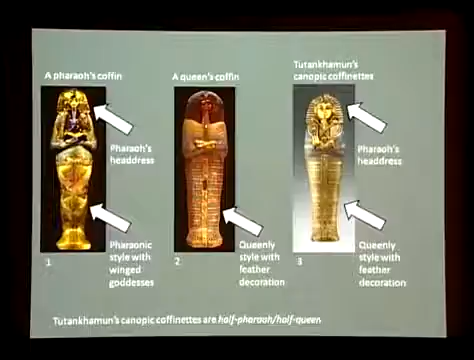 A pharaoh's coffin
A queen's coffin
Tutankhamun's
canopic coffinettes
Pharaoh's
headdress
Pharaoh's
headdress
Pharaonic
style with
winged
goddesses
Queenly
style with
feather
decoration
Queenly
style with
feather
decoration
1
2
3
Tutankhamun's canopic coffinettes are half-pharaoh/half-queen